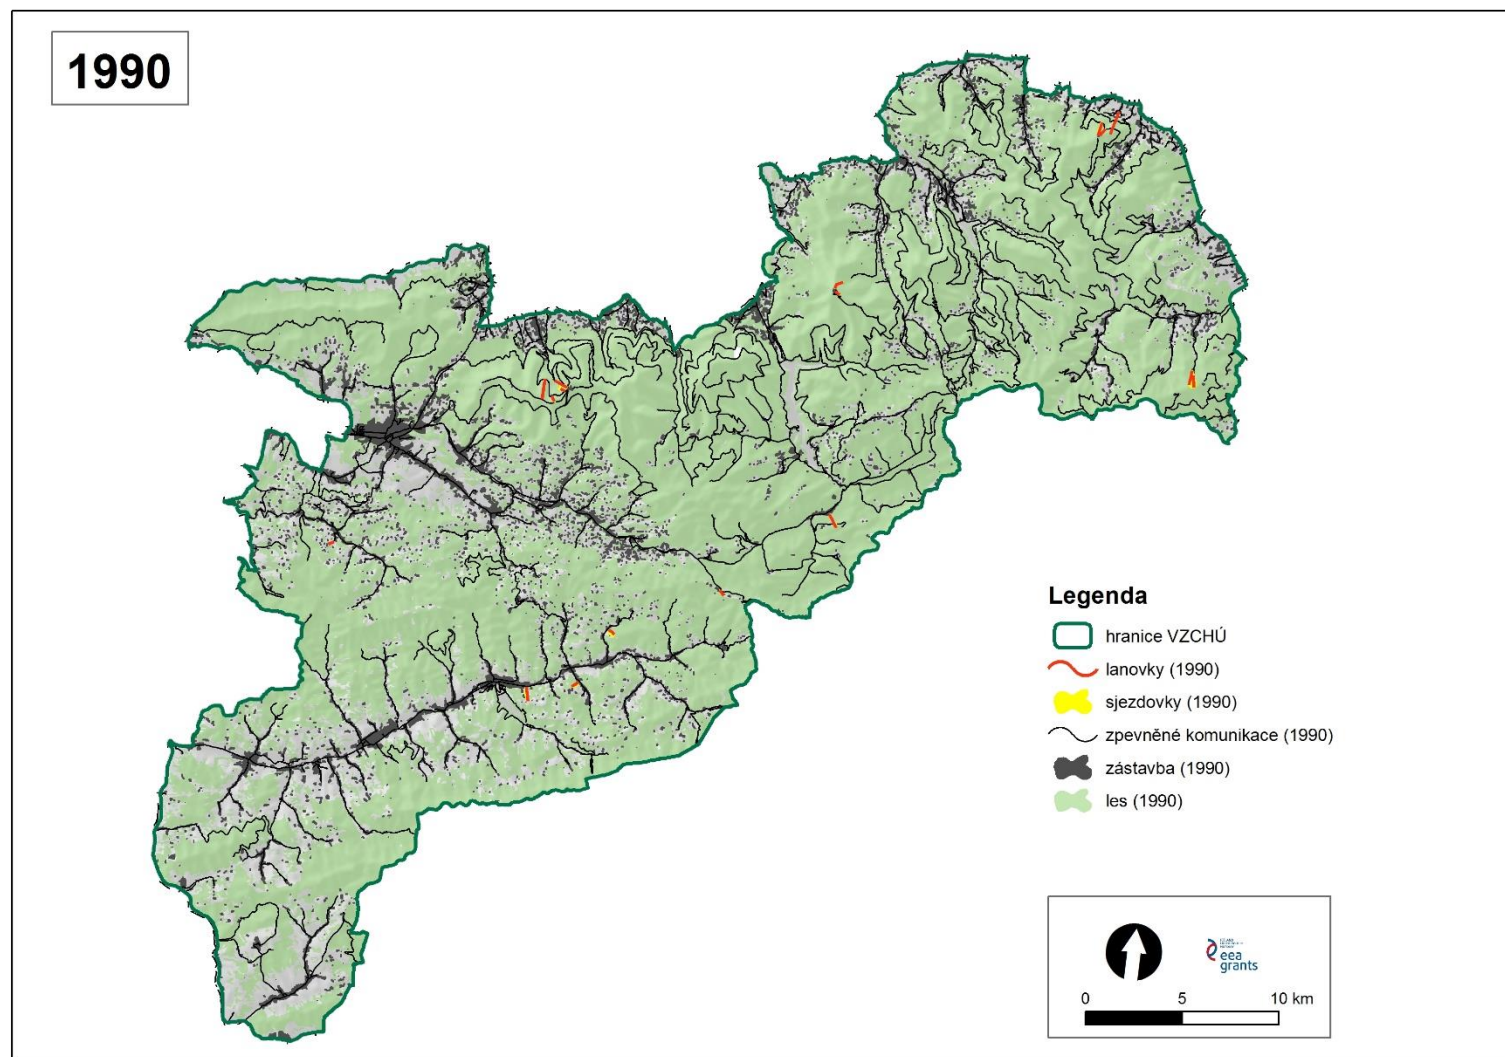 1990
Legenda
hranice VZCHÚ
lanovky (1990)
sjezdovky (1990)
zpevněné komunikace (1990)
zástavba (1990)
les (1990)
eea
grants
0 5 10 km